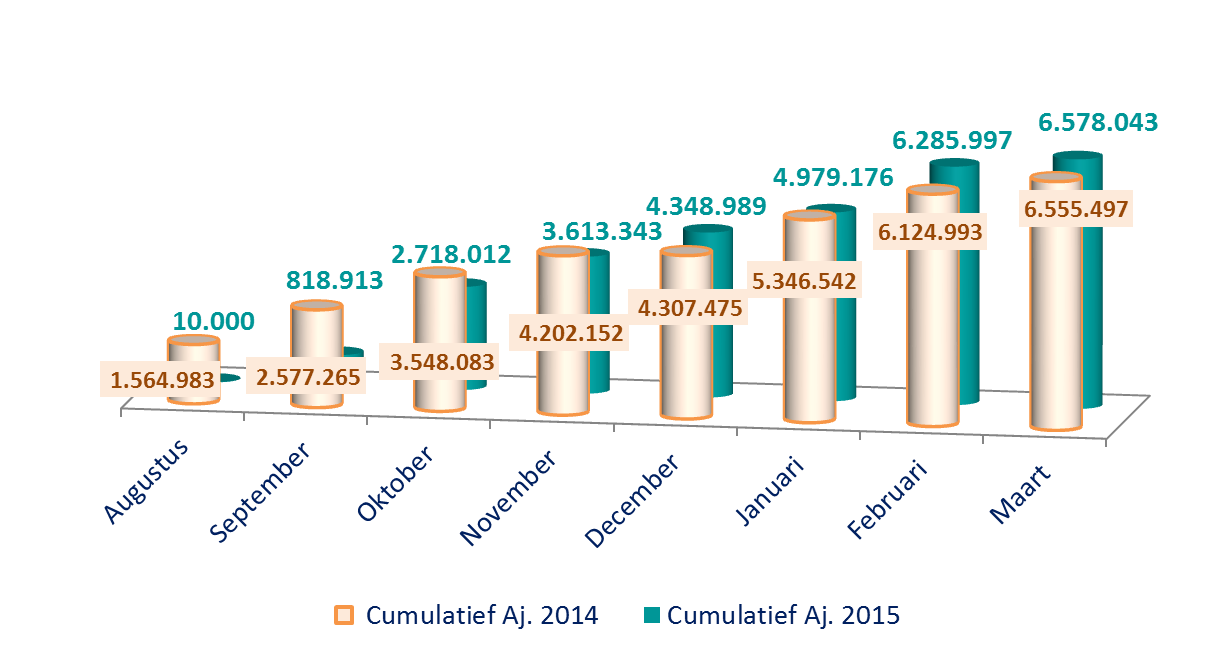 6.578.043
6.285.997
4.979.176
4.348.989
3.613.343
2.718.012
818.913
10.000
6.555.497
6.124.993
5.346.542
4.307.475
4.202.152
3.548.083
2.577.265
1.564.983
Augustus
September
Oktober
November
December
Januari
Februari
Maart
Cumulatief Aj. 2014
Cumulatief Aj. 2015